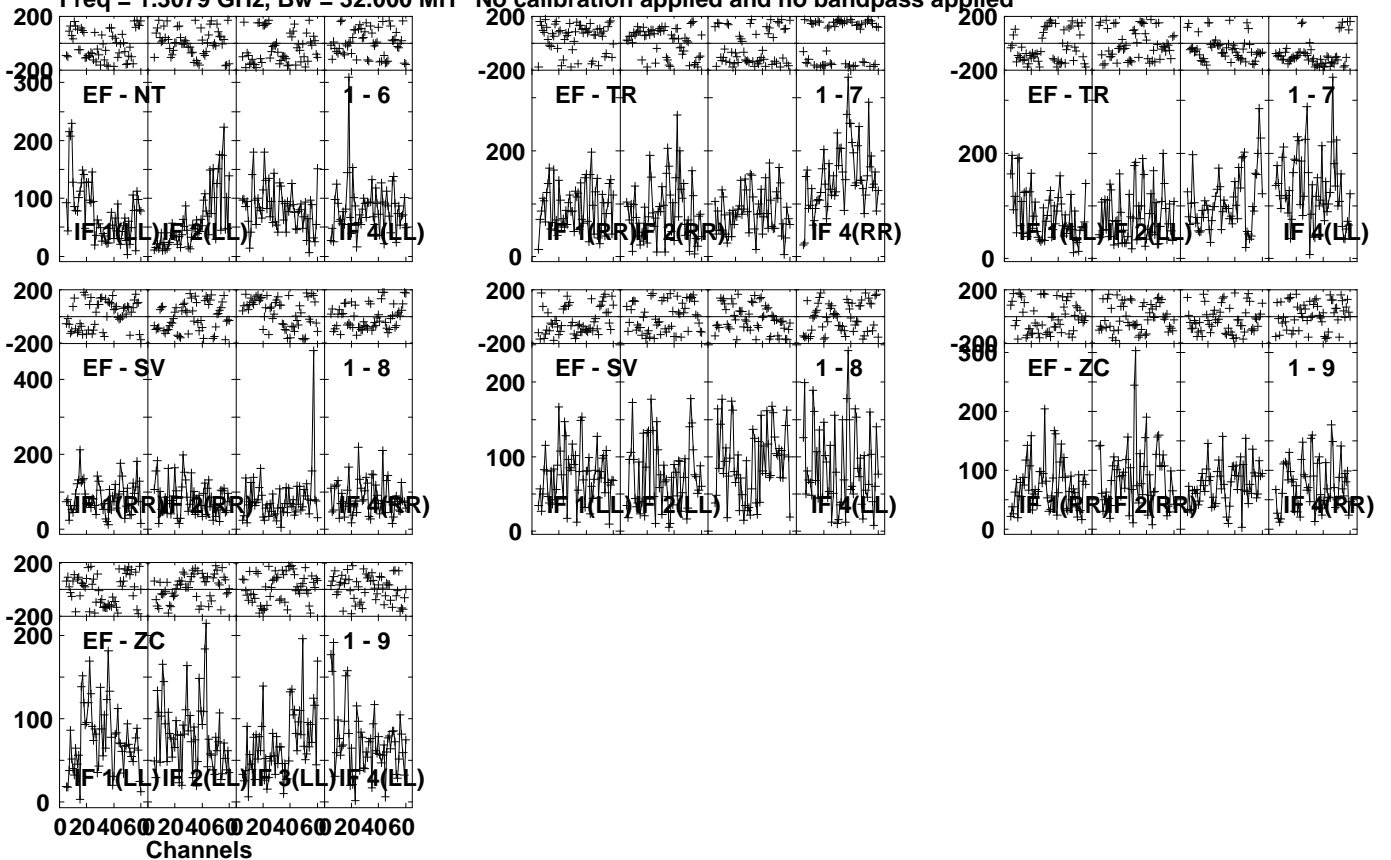 No calibration applied and no bandpass applied
200
-200
300
200
100
0
EF - NT 1 - 6
IF 1(LL) IF 2(LL) IF 4(LL)
200
-200
200
0
EF - TR 1 - 7
IF 1(RR) IF 2(RR) IF 4(RR)
200
-200
200
0
EF - TR 1 - 7
IF 1(LL) IF 2(LL) IF 4(LL)
200
-200
400
200
0
EF - SV 1 - 8
IF 1(RR) IF 2(RR) IF 4(RR)
200
-200
200
100
0
EF - SV 1 - 8
IF 1(LL) IF 2(LL) IF 4(LL)
200
-200
300
200
100
0
EF - ZC 1 - 9
IF 1(RR) IF 2(RR) IF 4(RR)
200
-200
200
100
0
EF - ZC 1 - 9
IF 1(LL) IF 2(LL) IF 3(LL) IF 4(LL)
0 20 40 60 0 20 40 60 0 20 40 60 0 20 40 60
Channels